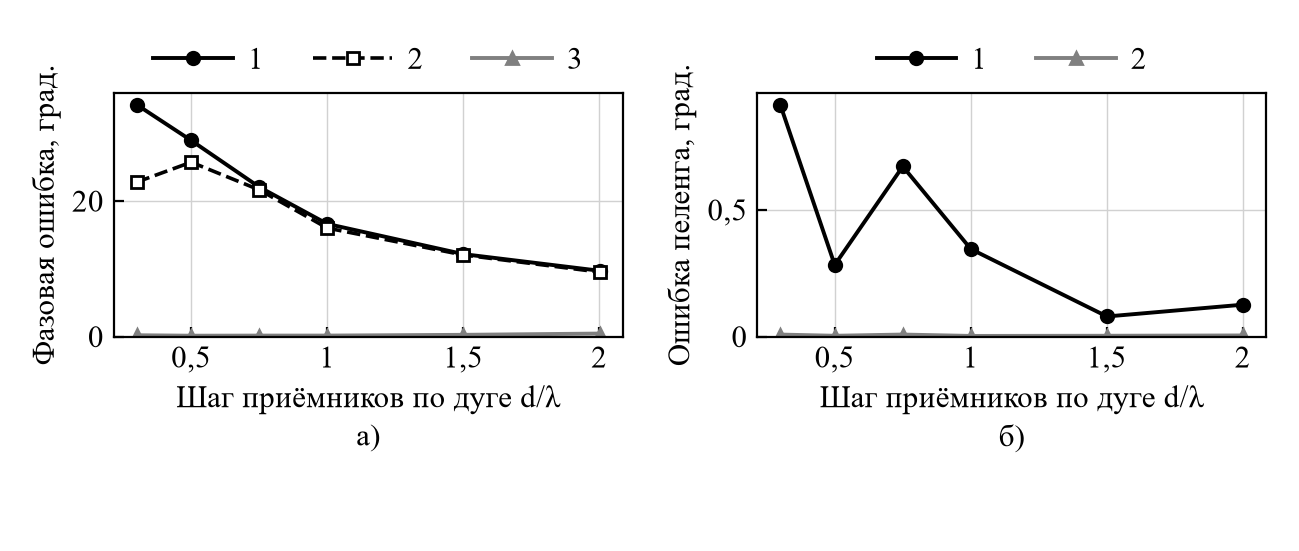 1 2 3
Фазовая ошибка, град.
20
0
0,5 1 1,5 2
Шаг приёмников по дуге d/λ
а)
1 2
Ошибка пеленга, град.
0,5
0
0,5 1 1,5 2
Шаг приёмников по дуге d/λ
б)